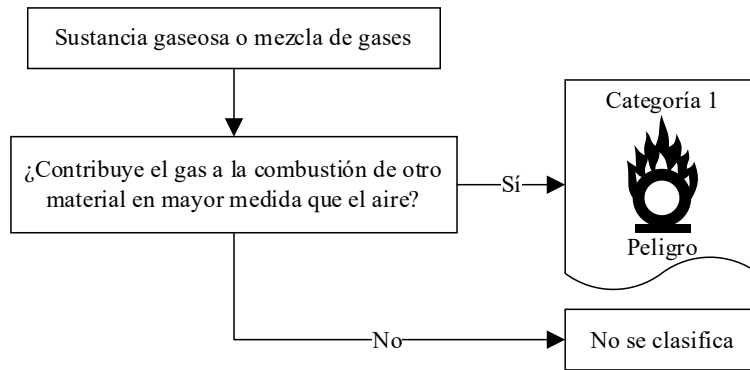 Sustancia gaseosa o mezcla de gases
¿Contribuye el gas a la combustión de otro
material en mayor medida que el aire?
Sí
Categoría 1
Peligro
No
No se clasifica